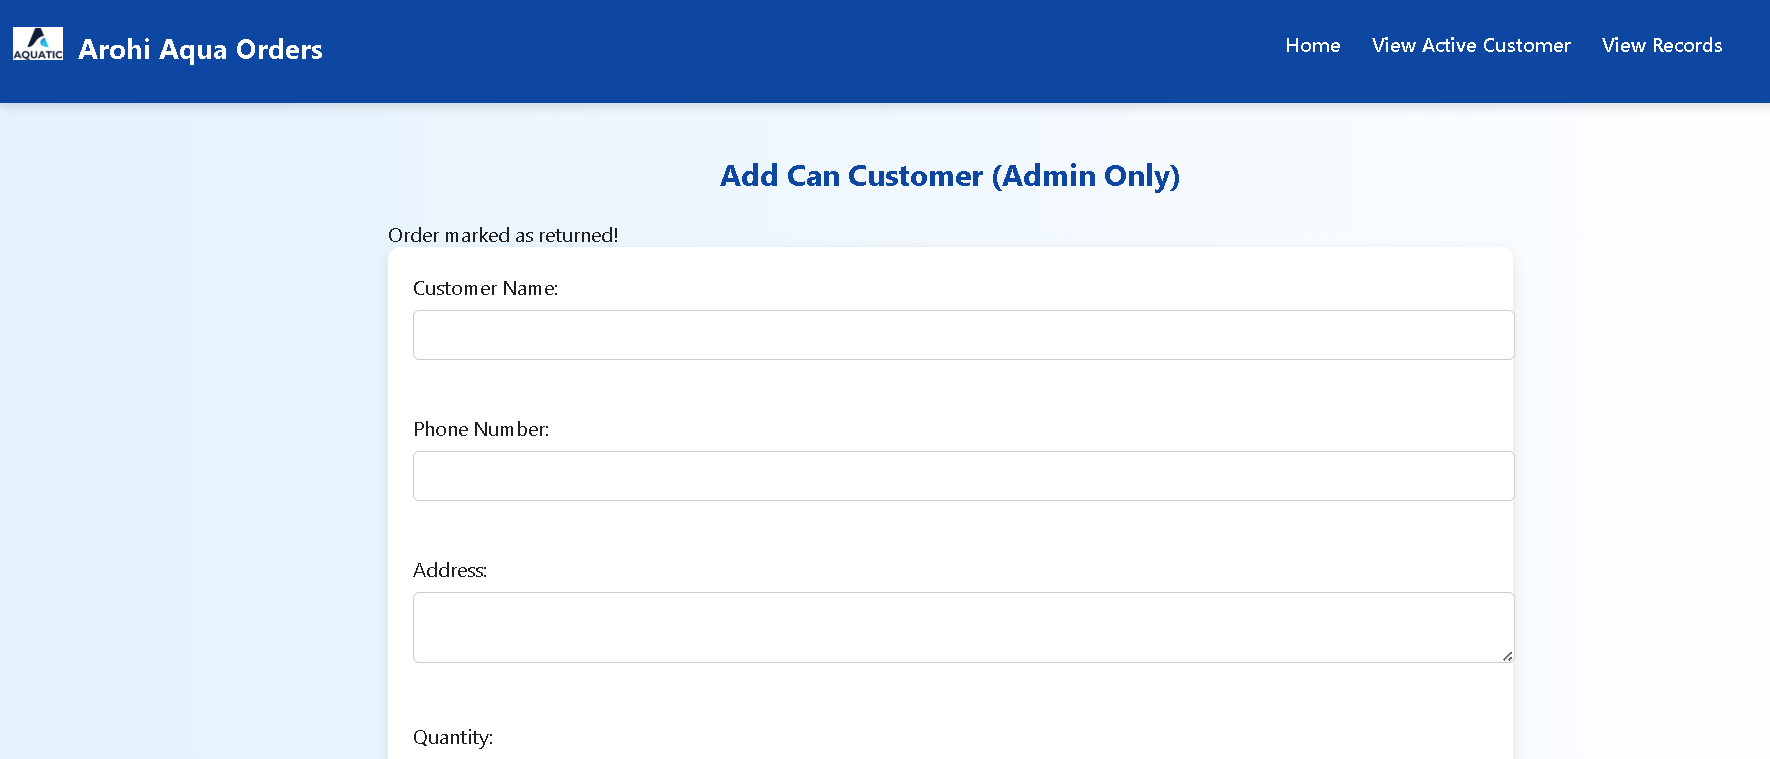 AQUATIC
Arohi Aqua Orders
Home View Active Customer View Records
Add Can Customer (Admin Only)
Order marked as returned!
Customer Name:
Phone Number:
Address:
Quantity: